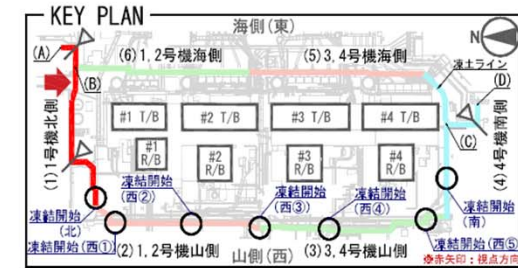 KEY PLAN
海側(東)
N
(A)
(B)
(6)1,2号機海側
(5)3,4号機海側
凍土ライン
(D)
(C)
(1)1号機北側
(4)4号機南側
#1 T/B
#2 T/B
#3 T/B
#4 T/B
#1
R/B
#2
R/B
#3
R/B
#4
R/B
凍結開始
(西②)
凍結開始
(西③)
凍結開始
(西④)
凍結開始
(北)
凍結開始
(南)
凍結開始(西①)
(2)1,2号機山側
(3)3,4号機山側
凍結開始(西⑤)
山側(西)
※赤矢印:視点方向